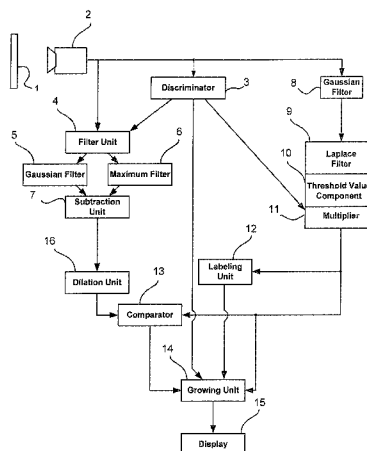 2
1
Discriminator
3
8
Gaussian
Filter
4
Filter Unit
5
6
Gaussian Filter
Maximum Filter
7
Subtraction
Unit
9
Laplace
Filter
10
Threshold Value
Component
11
Multiplier
12
Labeling
Unit
16
Dilation Unit
13
Comparator
14
Growing Unit
15
Display